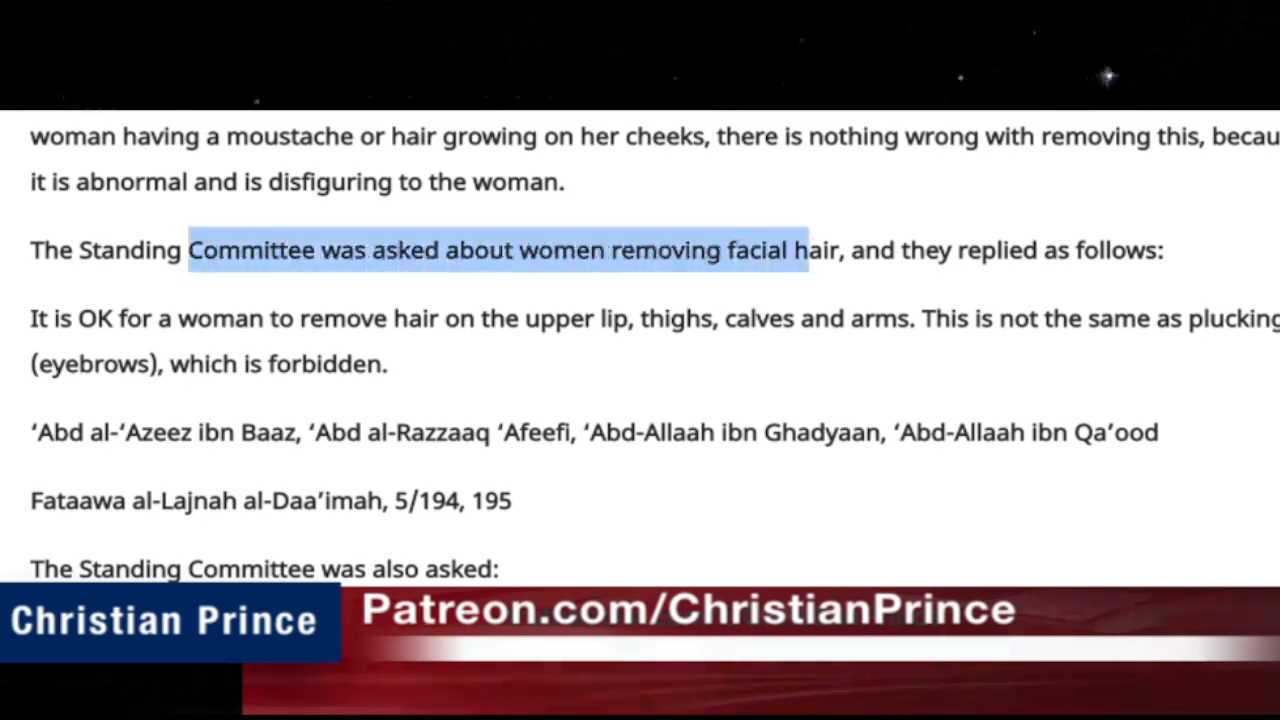 woman having a moustache or hair growing on her cheeks, there is nothing wrong with removing this, becau
it is abnormal and is disfiguring to the woman.
The Standing Committee was asked about women removing facial hair, and they replied as follows:
It is OK for a woman to remove hair on the upper lip, thighs, calves and arms. This is not the same as plucking
(eyebrows), which is forbidden.
‘Abd al-‘Azeez ibn Baaz, ‘Abd al-Razzaaq ‘Afeefi, ‘Abd-Allaah ibn Ghadyaan, ‘Abd-Allaah ibn Qa’ood
Fataawa al-Lajnah al-Daa’imah, 5/194, 195
The Standing Committee was also asked:
Christian Prince
Patreon.com/ChristianPrince